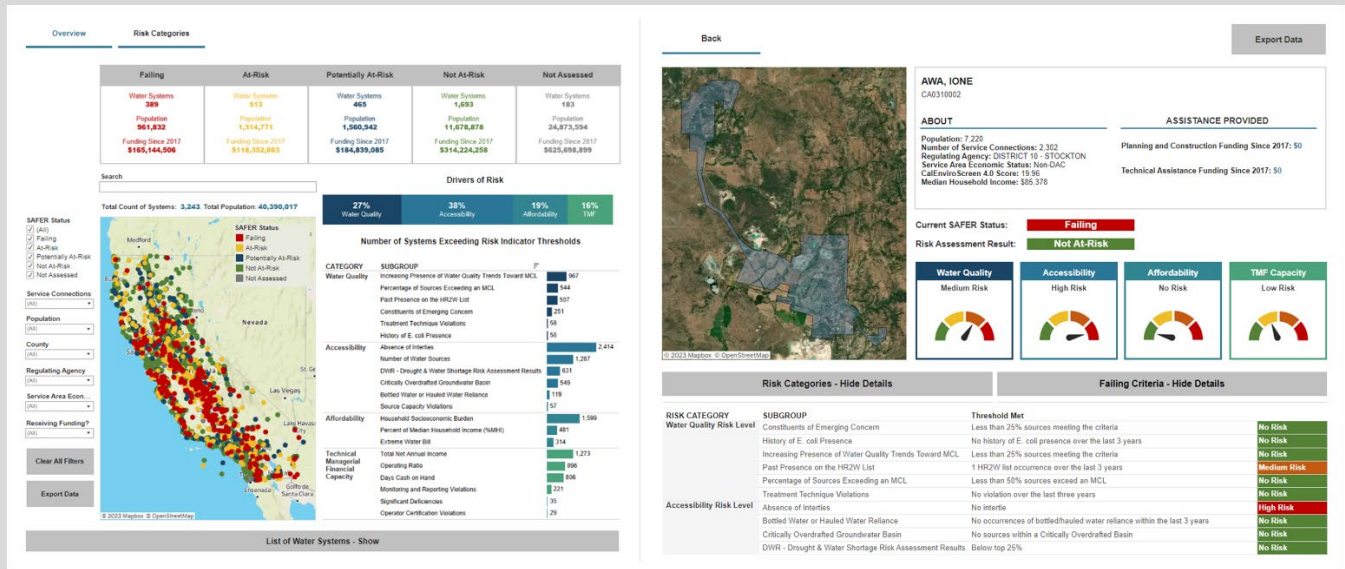 Overview
Risk Categories
Failing
At-Risk
Potentially At-Risk
Not At-Risk
Not Assessed
Water Systems
389
Population
961,832
Funding Since 2017
$165,144,506
Water Systems
513
Population
1,314,771
Funding Since 2017
$118,352,663
Water Systems
465
Population
1,560,942
Funding Since 2017
$184,839,085
Water Systems
1,693
Population
11,678,878
Funding Since 2017
$314,224,258
Water Systems
183
Population
24,873,594
Funding Since 2017
$625,698,899
Search
Total Count of Systems: 3,243. Total Population: 40,390,017
SAFER Status
(All)
Failing
At-Risk
Potentially At-Risk
Not At-Risk
Not Assessed
Service Connections
(All)
Population
(All)
County
(All)
Regulating Agency
(All)
Service Area Econ...
(All)
Receiving Funding?
(All)
Clear All Filters
Export Data
SAFER Status
Failing
At-Risk
Potentially At-Risk
Not At-Risk
Not Assessed
Medford
Nevada
Las Vegas
Lake Havasu
City
Ensenada
Golfo de
Santa Clara
© 2023 Mapbox © OpenStreetMap
Drivers of Risk
27%
Water Quality
38%
Accessibility
19%
Affordability
16%
TMF
Number of Systems Exceeding Risk Indicator Thresholds
CATEGORY SUBGROUP
Water Quality Increasing Presence of Water Quality Trends Toward MCL 967
Percentage of Sources Exceeding an MCL 544
Past Presence on the HR2W List 507
Constituents of Emerging Concern 251
Treatment Technique Violations 58
History of E. coli Presence 56
Accessibility Absence of Interties 2,414
Number of Water Sources 1,267
DWR - Drought & Water Shortage Risk Assessment Results 631
Critically Overdrafted Groundwater Basin 549
Bottled Water or Hauled Water Reliance 119
Source Capacity Violations 57
Affordability Household Socioeconomic Burden 1,599
Percent of Median Household Income (%MHI) 481
Extreme Water Bill 314
Technical Managerial Financial Capacity Total Net Annual Income 1,273
Operating Ratio 896
Days Cash on Hand 806
Monitoring and Reporting Violations 221
Significant Deficiencies 35
Operator Certification Violations 29
List of Water Systems - Show
Back
Export Data
© 2023 Mapbox © OpenStreetMap
AWA, IONE
CA0310002
ABOUT
Population: 7,220
Number of Service Connections: 2,302
Regulating Agency: DISTRICT 10 - STOCKTON
Service Area Economic Status: Non-DAC
CalEnviroScreen 4.0 Score: 19.96
Median Household Income: $85,378
ASSISTANCE PROVIDED
Planning and Construction Funding Since 2017: $0
Technical Assistance Funding Since 2017: $0
Current SAFER Status: Failing
Risk Assessment Result: Not At-Risk
Water Quality
Medium Risk
Accessibility
High Risk
Affordability
No Risk
TMF Capacity
Low Risk
Risk Categories - Hide Details
Failing Criteria - Hide Details
RISK CATEGORY SUBGROUP Threshold Met
Water Quality Risk Level Constituents of Emerging Concern Less than 25% sources meeting the criteria No Risk
History of E. coli Presence No history of E. coli presence over the last 3 years No Risk
Increasing Presence of Water Quality Trends Toward MCL Less than 25% sources meeting the criteria No Risk
Past Presence on the HR2W List 1 HR2W list occurrence over the last 3 years Medium Risk
Percentage of Sources Exceeding an MCL Less than 50% sources exceed an MCL No Risk
Treatment Technique Violations No violation over the last three years No Risk
Accessibility Risk Level Absence of Interties No intertie High Risk
Bottled Water or Hauled Water Reliance No occurrences of bottled/hauled water reliance within the last 3 years No Risk
Critically Overdrafted Groundwater Basin No sources within a Critically Overdrafted Basin No Risk
DWR - Drought & Water Shortage Risk Assessment Results Below top 25% No Risk